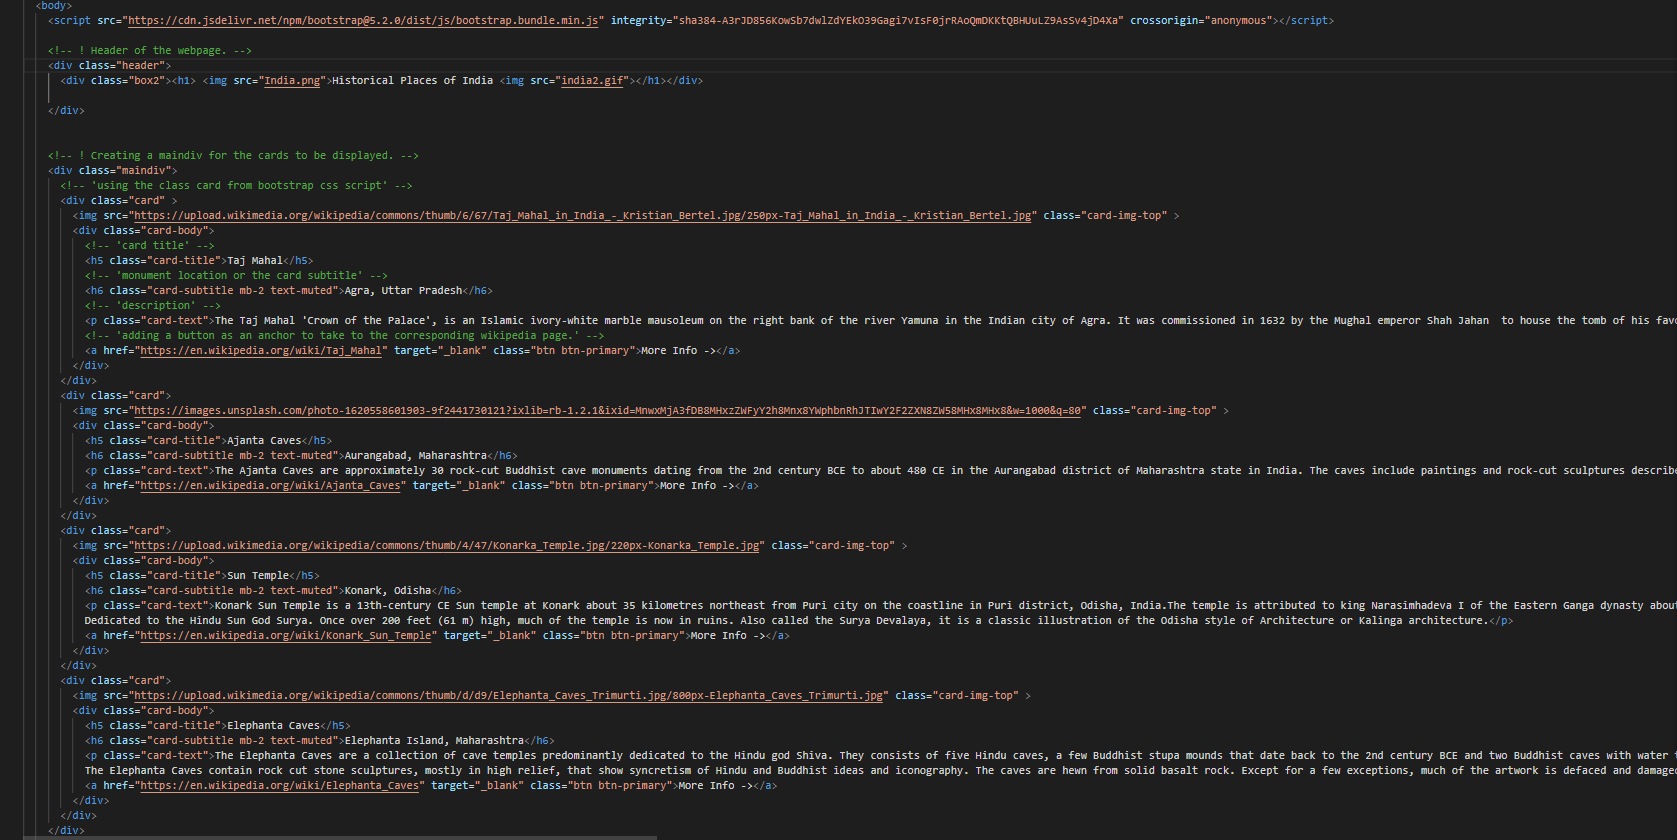 <body>
<script src="https://cdn.jsdelivr.net/npm/bootstrap@5.2.0/dist/js/bootstrap.bundle.min.js" integrity="sha384-A3rJD856KowSb7dwlZdYEkO39Gagi7vIsF0jrRAoQmDKKtQBHUuLZ9AsSv4jD4Xa" crossorigin="anonymous"></script>
<!-- ! Header of the webpage. -->
<div class="header">
<div class="box2"><h1> <img src="India.png">Historical Places of India <img src="india2.gif"></h1></div>
</div>
<!-- ! Creating a maindiv for the cards to be displayed. -->
<div class="maindiv">
<!-- 'using the class card from bootstrap css script' -->
<div class="card" >
<img src="https://upload.wikimedia.org/wikipedia/commons/thumb/6/67/Taj_Mahal_in_India_-_Kristian_Bertel.jpg/250px-Taj_Mahal_in_India_-_Kristian_Bertel.jpg" class="card-img-top" >
<div class="card-body">
<!-- 'card title' -->
<h5 class="card-title">Taj Mahal</h5>
<!-- 'monument location or the card subtitle' -->
<h6 class="card-subtitle mb-2 text-muted">Agra, Uttar Pradesh</h6>
<!-- 'description' -->
<p class="card-text">The Taj Mahal 'Crown of the Palace', is an Islamic ivory-white marble mausoleum on the right bank of the river Yamuna in the Indian city of Agra. It was commissioned in 1632 by the Mughal emperor Shah Jahan  to house the tomb of his favo
<!-- 'adding a button as an anchor to take to the corresponding wikipedia page.' -->
<a href="https://en.wikipedia.org/wiki/Taj_Mahal" target="_blank" class="btn btn-primary">More Info -></a>
</div>
</div>
<div class="card">
<img src="https://images.unsplash.com/photo-1620558601903-9f2441730121?ixlib=rb-1.2.1&ixid=MnwxMjA3fDB8MHxzZWFyY2h8Mnx8YWphbnRhJTIwY2F2ZXN8ZW58MHx8MHx8&w=1000&q=80" class="card-img-top" >
<div class="card-body">
<h5 class="card-title">Ajanta Caves</h5>
<h6 class="card-subtitle mb-2 text-muted">Aurangabad, Maharashtra</h6>
<p class="card-text">The Ajanta Caves are approximately 30 rock-cut Buddhist cave monuments dating from the 2nd century BCE to about 480 CE in the Aurangabad district of Maharashtra state in India. The caves include paintings and rock-cut sculptures describe
<a href="https://en.wikipedia.org/wiki/Ajanta_Caves" target="_blank" class="btn btn-primary">More Info -></a>
</div>
</div>
<div class="card">
<img src="https://upload.wikimedia.org/wikipedia/commons/thumb/4/47/Konarka_Temple.jpg/220px-Konarka_Temple.jpg" class="card-img-top" >
<div class="card-body">
<h5 class="card-title">Sun Temple</h5>
<h6 class="card-subtitle mb-2 text-muted">Konark, Odisha</h6>
<p class="card-text">Konark Sun Temple is a 13th-century CE Sun temple at Konark about 35 kilometres northeast from Puri city on the coastline in Puri district, Odisha, India.The temple is attributed to king Narasimhadeva I of the Eastern Ganga dynasty abou
Dedicated to the Hindu Sun God Surya. Once over 200 feet (61 m) high, much of the temple is now in ruins. Also called the Surya Devalaya, it is a classic illustration of the Odisha style of Architecture or Kalinga architecture.</p>
<a href="https://en.wikipedia.org/wiki/Konark_Sun_Temple" target="_blank" class="btn btn-primary">More Info -></a>
</div>
</div>
<div class="card">
<img src="https://upload.wikimedia.org/wikipedia/commons/thumb/d/d9/Elephanta_Caves_Trimurti.jpg/800px-Elephanta_Caves_Trimurti.jpg" class="card-img-top" >
<div class="card-body">
<h5 class="card-title">Elephanta Caves</h5>
<h6 class="card-subtitle mb-2 text-muted">Elephanta Island, Maharashtra</h6>
<p class="card-text">The Elephanta Caves are a collection of cave temples predominantly dedicated to the Hindu god Shiva. They consists of five Hindu caves, a few Buddhist stupa mounds that date back to the 2nd century BCE and two Buddhist caves with water
The Elephanta Caves contain rock cut stone sculptures, mostly in high relief, that show syncretism of Hindu and Buddhist ideas and iconography. The caves are hewn from solid basalt rock. Except for a few exceptions, much of the artwork is defaced and damaged
<a href="https://en.wikipedia.org/wiki/Elephanta_Caves" target="_blank" class="btn btn-primary">More Info -></a>
</div>
</div>
</div>